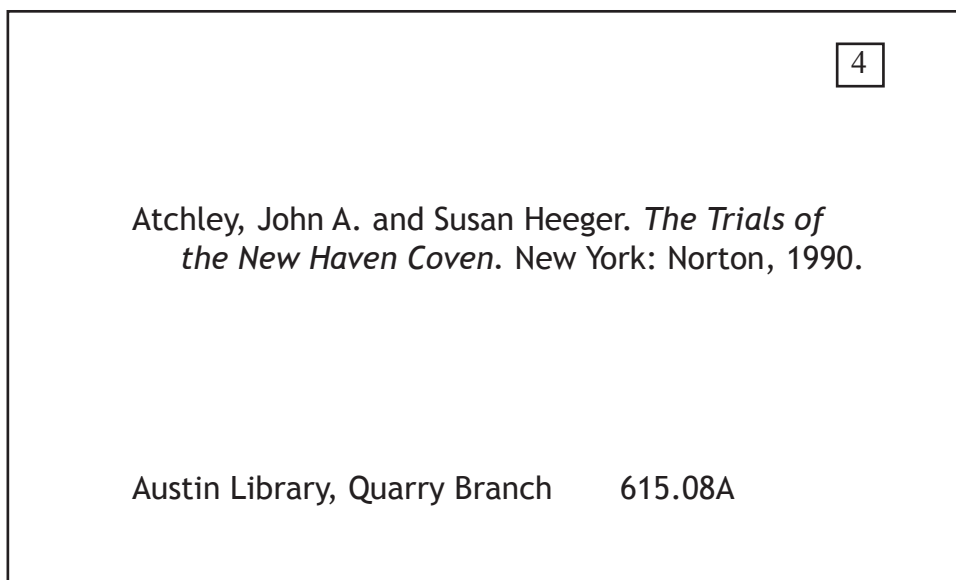 4
Atchley, John A. and Susan Heeger. The Trials of
the New Haven Coven. New York: Norton, 1990.
Austin Library, Quarry Branch 615.08A